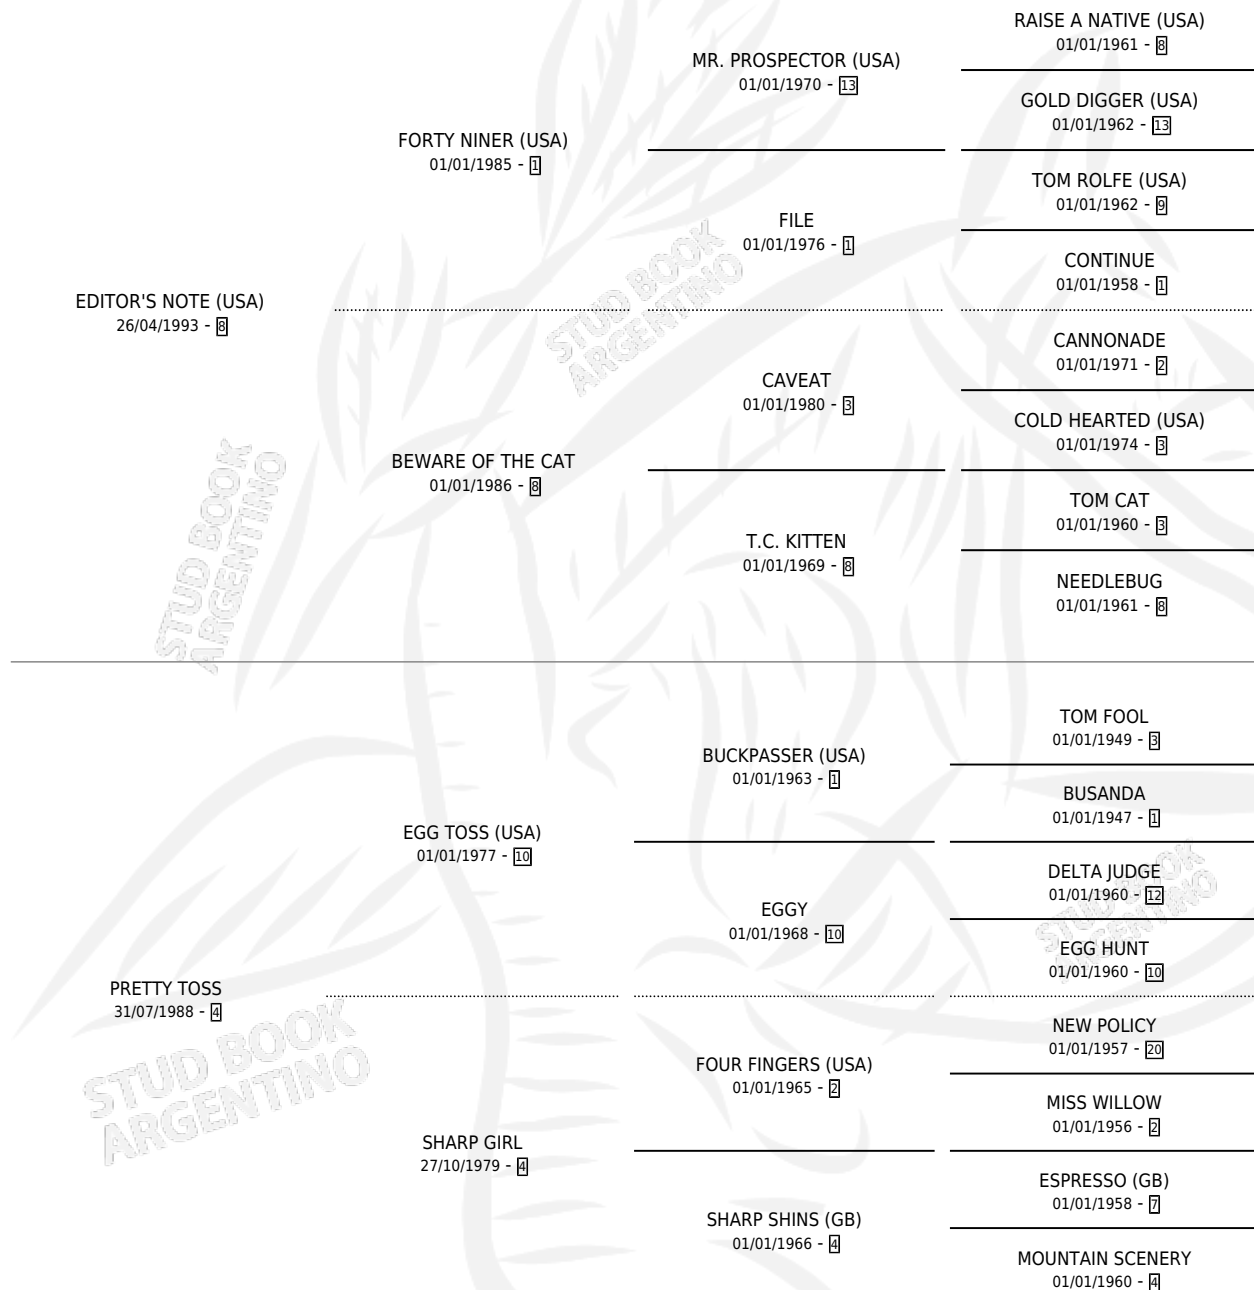 RAISE A NATIVE (USA)
01/01/1961 - 8
MR. PROSPECTOR (USA)
01/01/1970 - 13
GOLD DIGGER (USA)
01/01/1962 - 13
FORTY NINER (USA)
01/01/1985 - 1
TOM ROLFE (USA)
01/01/1962 - 9
FILE
01/01/1976 - 1
CONTINUE
01/01/1958 - 1
EDITOR'S NOTE (USA)
26/04/1993 - 8
CANNONADE
01/01/1971 - 2
CAVEAT
01/01/1980 - 3
COLD HEARTED (USA)
01/01/1974 - 3
BEWARE OF THE CAT
01/01/1986 - 8
TOM CAT
01/01/1960 - 3
T.C. KITTEN
01/01/1969 - 8
NEEDLEBUG
01/01/1961 - 8
TOM FOOL
01/01/1949 - 3
BUCKPASSER (USA)
01/01/1963 - 1
BUSANDA
01/01/1947 - 1
EGG TOSS (USA)
01/01/1977 - 10
DELTA JUDGE
01/01/1960 - 12
EGGY
01/01/1968 - 10
EGG HUNT
01/01/1960 - 10
PRETTY TOSS
31/07/1988 - 4
NEW POLICY
01/01/1957 - 20
FOUR FINGERS (USA)
01/01/1965 - 2
MISS WILLOW
01/01/1956 - 2
SHARP GIRL
27/10/1979 - 4
ESPRESSO (GB)
01/01/1958 - 7
SHARP SHINS (GB)
01/01/1966 - 4
MOUNTAIN SCENERY
01/01/1960 - 4
STUD BOOK
ARGENTINO
STUD BOOK
ARGENTINO
STUD BOOK
ARGENTINO
STUD BOOK
ARGENTINO